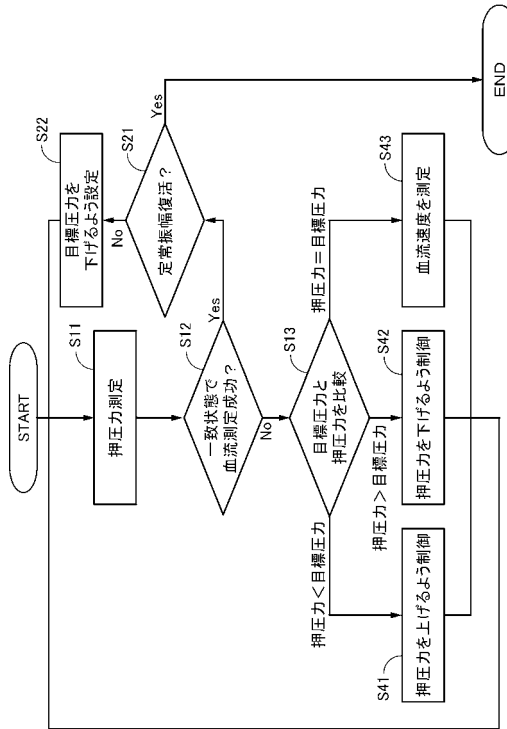 START
S11
押圧力測定
S12
一致状態で
血流測定成功？
Yes
No
S21
定常振幅復活？
Yes
No
S22
目標圧力を
下げるよう設定
S13
目標圧力と
押圧力を比較
押圧力＜目標圧力
押圧力＞目標圧力
押圧力＝目標圧力
S41
押圧力を上げるよう制御
S42
押圧力を下げるよう制御
S43
血流速度を測定
END